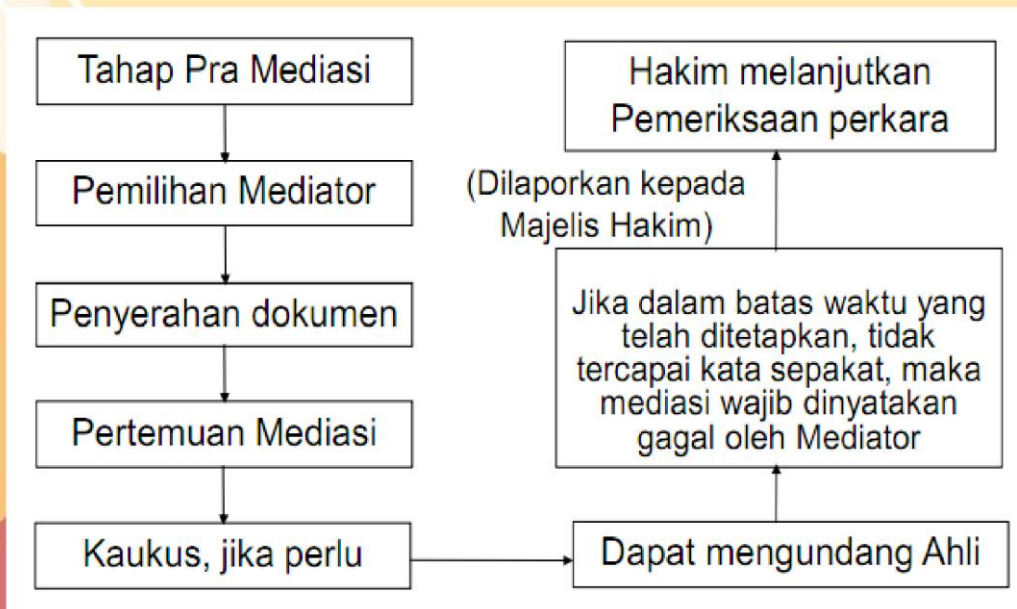 Tahap Pra Mediasi
Pemilihan Mediator
Penyerahan dokumen
Pertemuan Mediasi
Kaukus, jika perlu
Dapat mengundang Ahli
Jika dalam batas waktu yang
telah ditetapkan, tidak
tercapai kata sepakat, maka
mediasi wajib dinyatakan
gagal oleh Mediator
(Dilaporkan kepada
Majelis Hakim)
Hakim melanjutkan
Pemeriksaan perkara